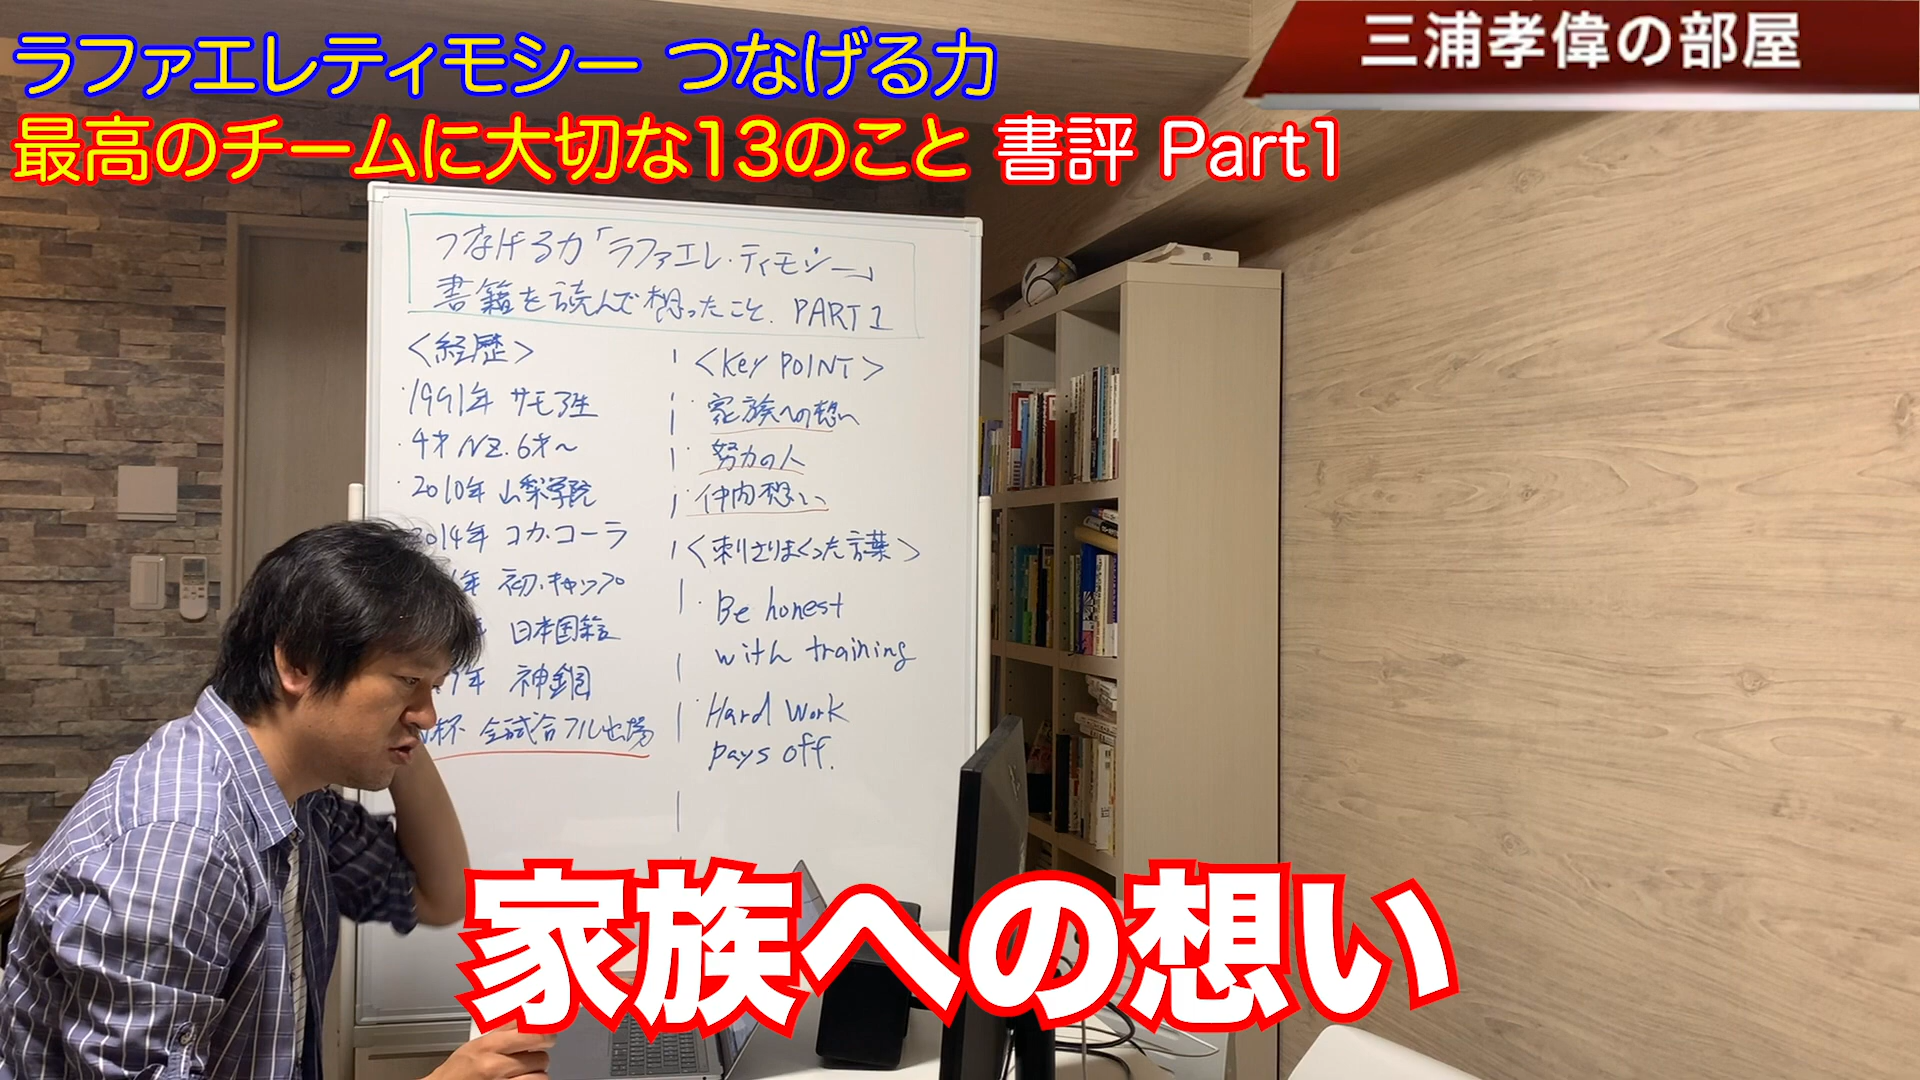 三浦孝偉の部屋
ラファエレティモシー つなげる力
最高のチームに大切な13のこと 書評 Part1
つなげる力「ラファエレ・ティモシー」
書籍を読んで想ったこと. PART 1
<経歴>
・1991年 サモア生
・4才 NZ. 6才~
・2010年 山梨学院
2014年 コカ・コーラ
年 初・キャップ
日本国籍
年 神鋼
杯 全試合フル出場
<Key POINT>
・家族への想い
・努力の人
・仲間想い
<刺さりまくった言葉>
・Be honest
with training
・Hard Work
pays off.
家族への想い